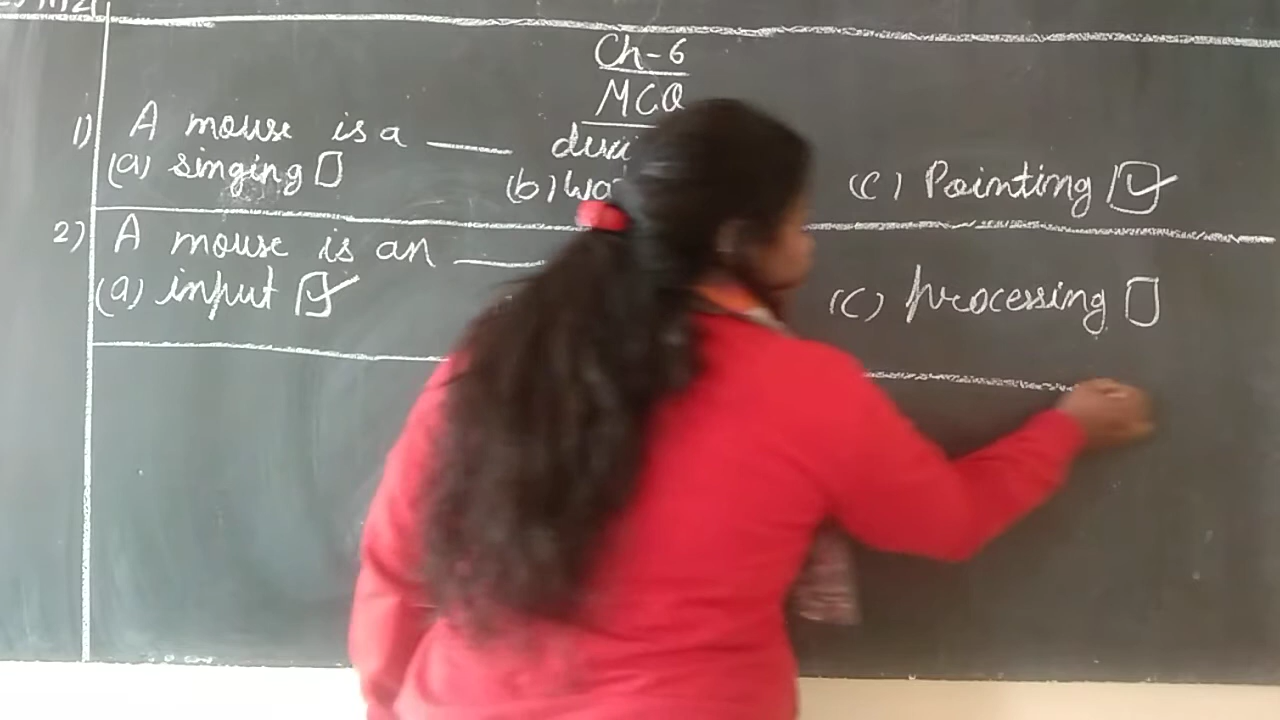 Ch-6
MCQ
1) A mouse is a ____
(a) singing (b) (c) Pointing
2) A mouse is an ____
(a) input (c) processing